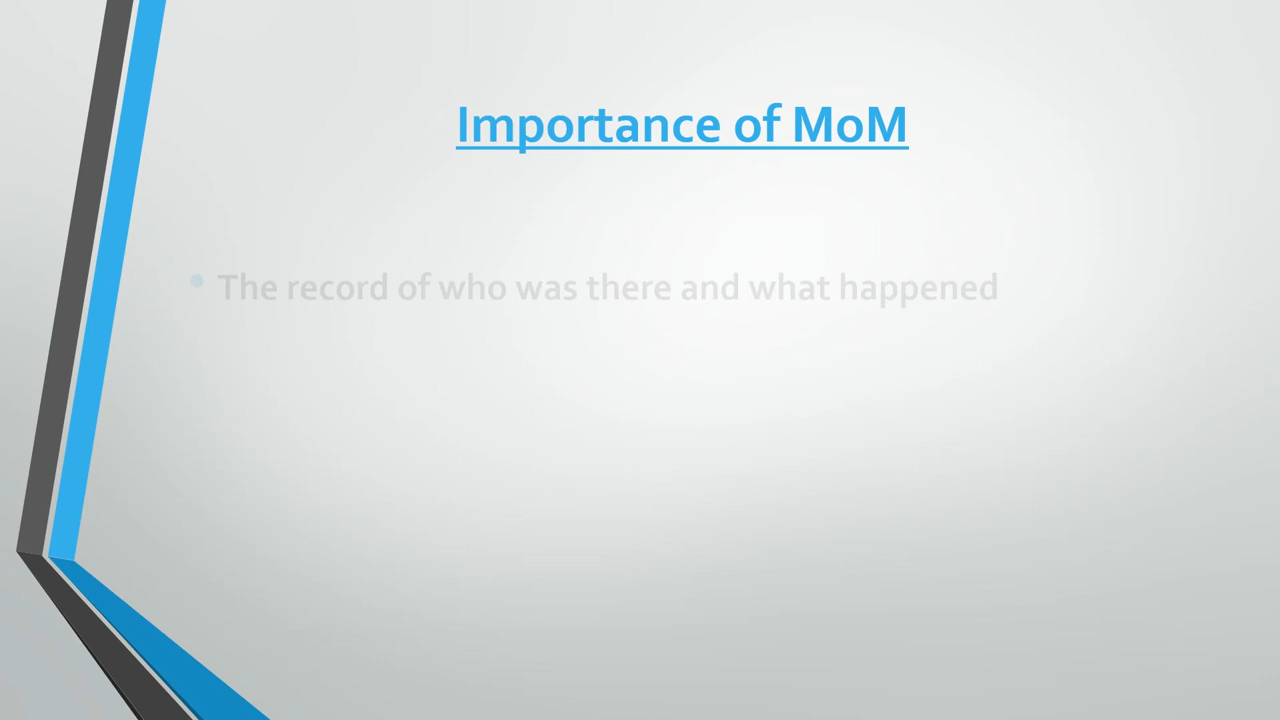 Importance of MoM
• The record of who was there and what happened